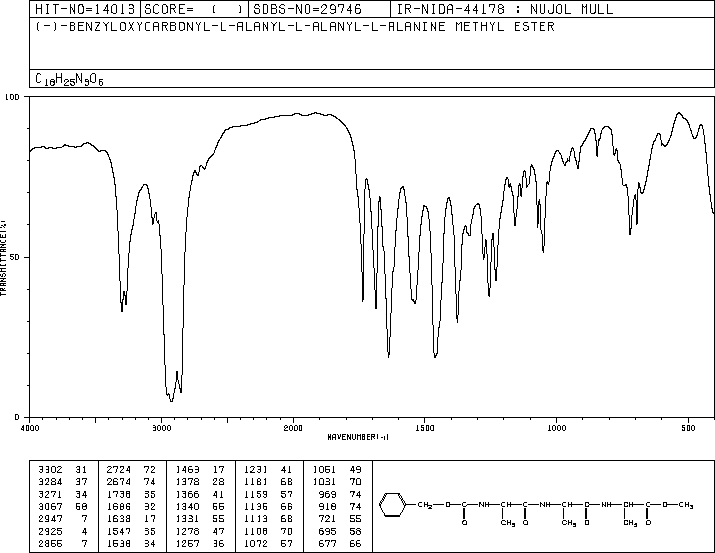 HIT-NO=14013 SCORE= ( ) SDBS-NO=29746 IR-NIDA-44178 : NUJOL MULL
(-)-BENZYLOXYCARBONYL-L-ALANYL-L-ALANYL-L-ALANINE METHYL ESTER
C18H25N3O6
100
50
0
TRANSMITTANCE(%)
4000 3000 2000 1500 1000 500
WAVENUMBER(-1)
3302 31 2724 72 1463 17 1231 41 1051 49
3284 37 2674 74 1378 28 1181 68 1031 70
3271 34 1738 35 1366 41 1159 57 969 74
3067 60 1686 32 1340 55 1136 66 918 74
2947 7 1638 17 1331 55 1113 68 721 55
2925 4 1547 35 1278 47 1108 70 695 58
2855 7 1538 34 1257 36 1072 57 677 66
CH2 O C NH CH C NH CH C NH CH C O CH3
O CH3 O CH3 O CH3 O